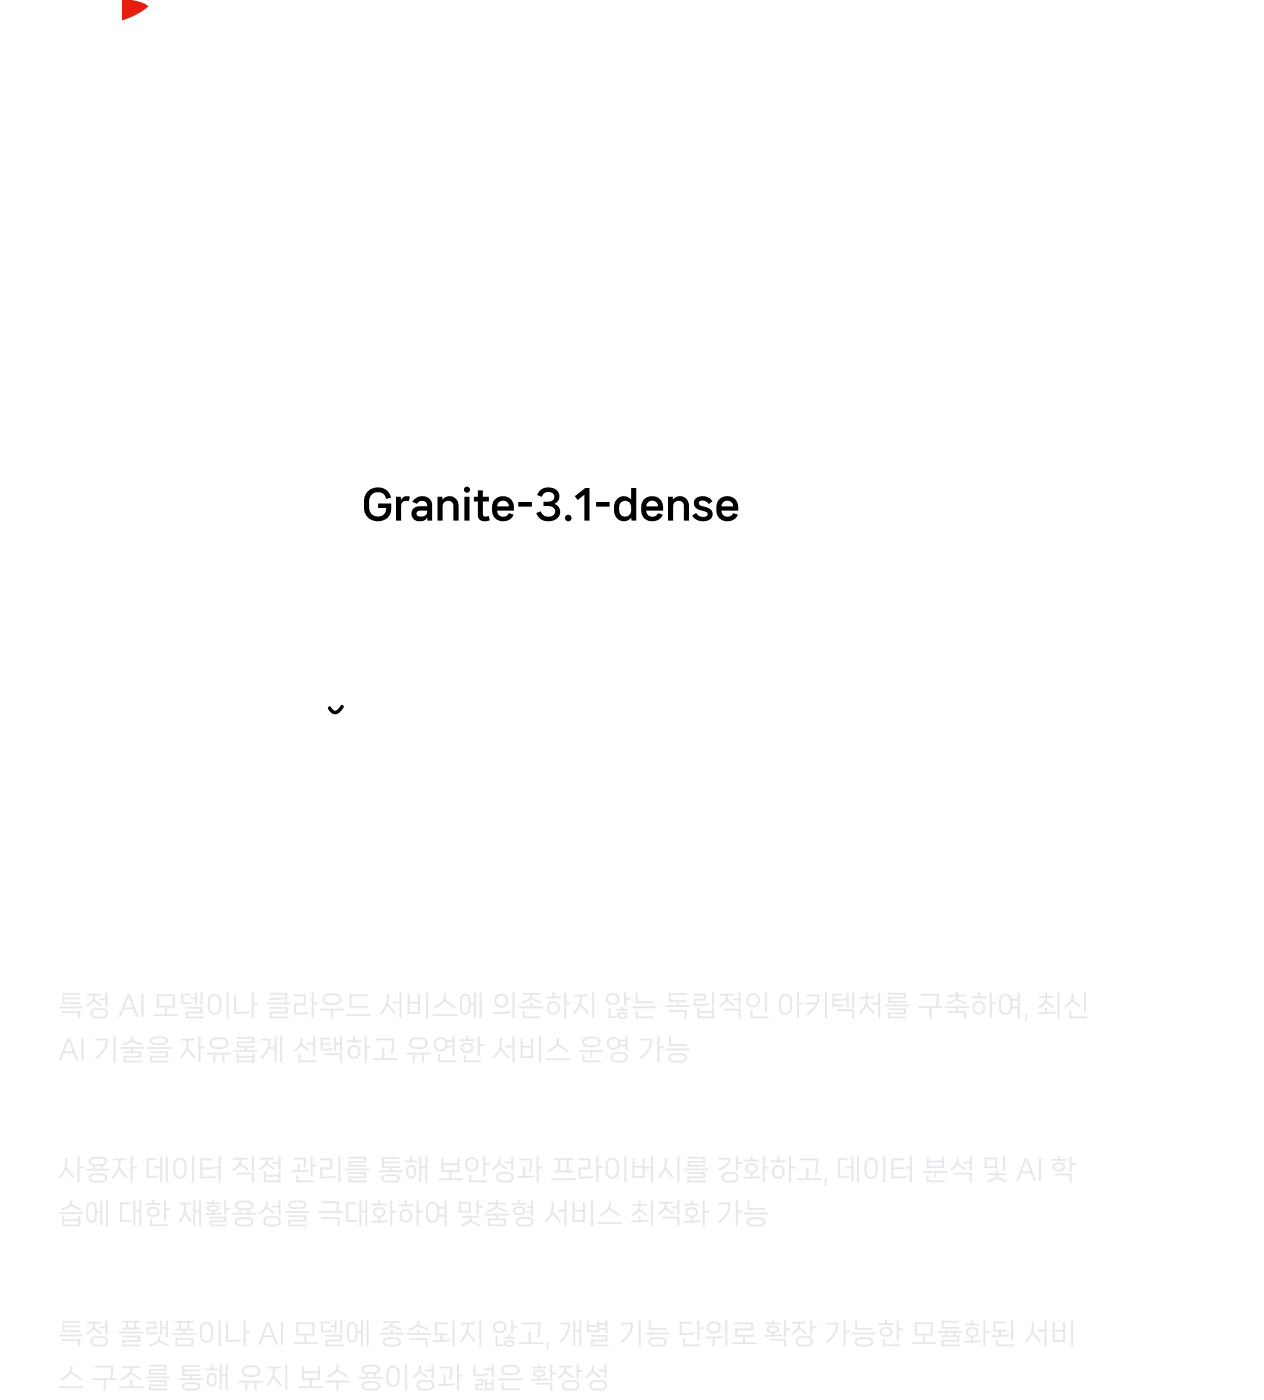 Granite-3.1-dense
특정 AI 모델이나 클라우드 서비스에 의존하지 않는 독립적인 아키텍처를 구축하여, 최신
AI 기술을 자유롭게 선택하고 유연한 서비스 운영 가능
사용자 데이터 직접 관리를 통해 보안성과 프라이버시를 강화하고, 데이터 분석 및 AI 학
습에 대한 재활용성을 극대화하여 맞춤형 서비스 최적화 가능
특정 플랫폼이나 AI 모델에 종속되지 않고, 개별 기능 단위로 확장 가능한 모듈화된 서비
스 구조를 통해 유지 보수 용이성과 넓은 확장성